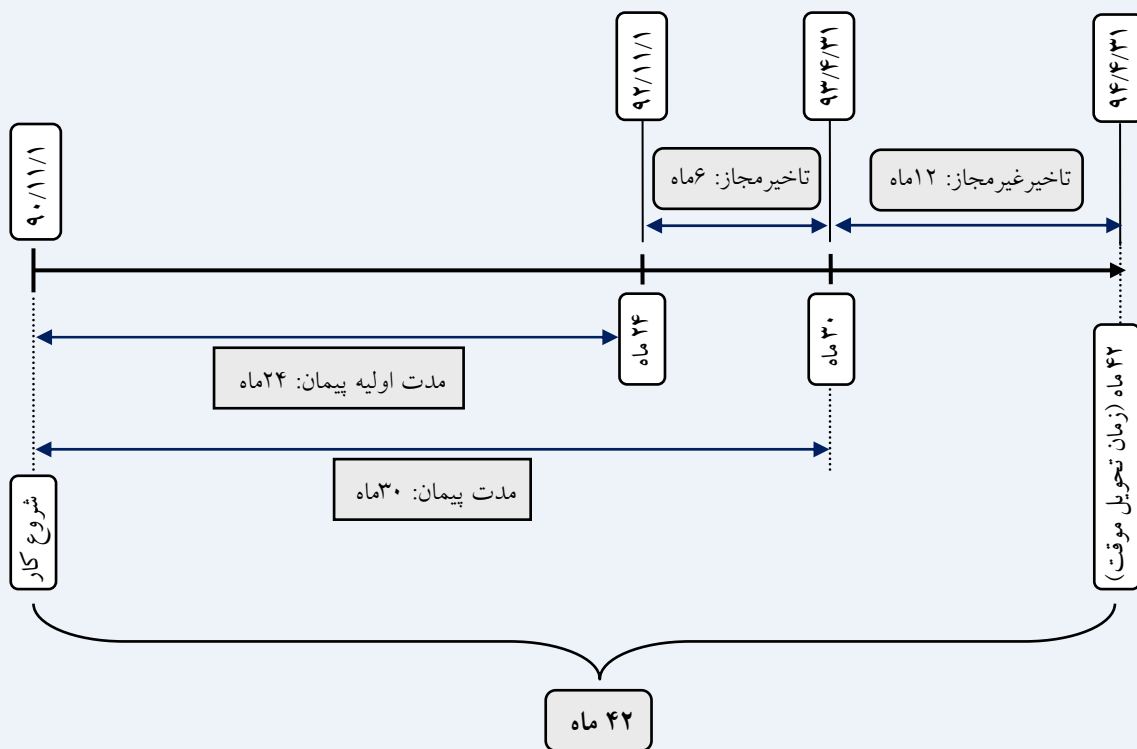 ۹۰/۱۱/۱
۹۲/۱۱/۱
۹۳/۴/۳۱
۹۴/۴/۳۱
تاخیرمجاز: ۶ماه
تاخیرغیرمجاز: ۱۲ماه
۲۴ ماه
۳۰ ماه
۴۲ ماه (زمان تحویل موقت)
مدت اولیه پیمان: ۲۴ماه
مدت پیمان: ۳۰ماه
شروع کار
۴۲ ماه